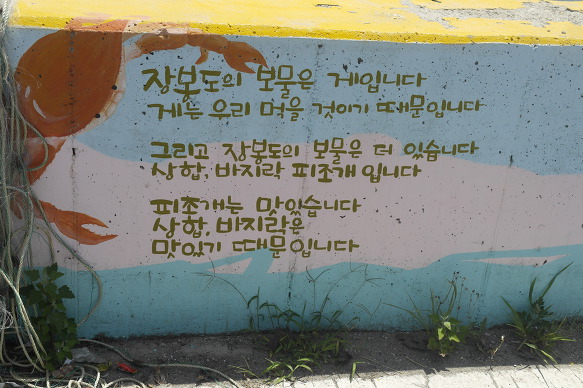 장봉도의 보물은 게입니다
게는 우리 먹을 것이기 때문입니다
그리고 장봉도의 보물은 더 있습니다
상합, 바지락 피조개 입니다
피조개는 맛있습니다
상합, 바지락은
맛있기 때문입니다